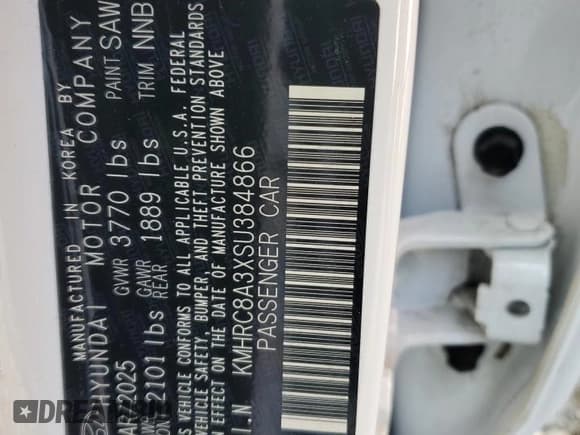 MANUFACTURED IN KOREA BY
HYUNDAI MOTOR COMPANY
2025 GVWR 3770 lbs PAINT SAW
2101 lbs GAWR REAR 1889 lbs TRIM NNB
VEHICLE CONFORMS TO ALL APPLICABLE U.S.A. FEDERAL
VEHICLE SAFETY, BUMPER, AND THEFT PREVENTION STANDARDS
IN EFFECT ON THE DATE OF MANUFACTURE SHOWN ABOVE
I.N KMHRC8A3XSU384866
PASSENGER CAR